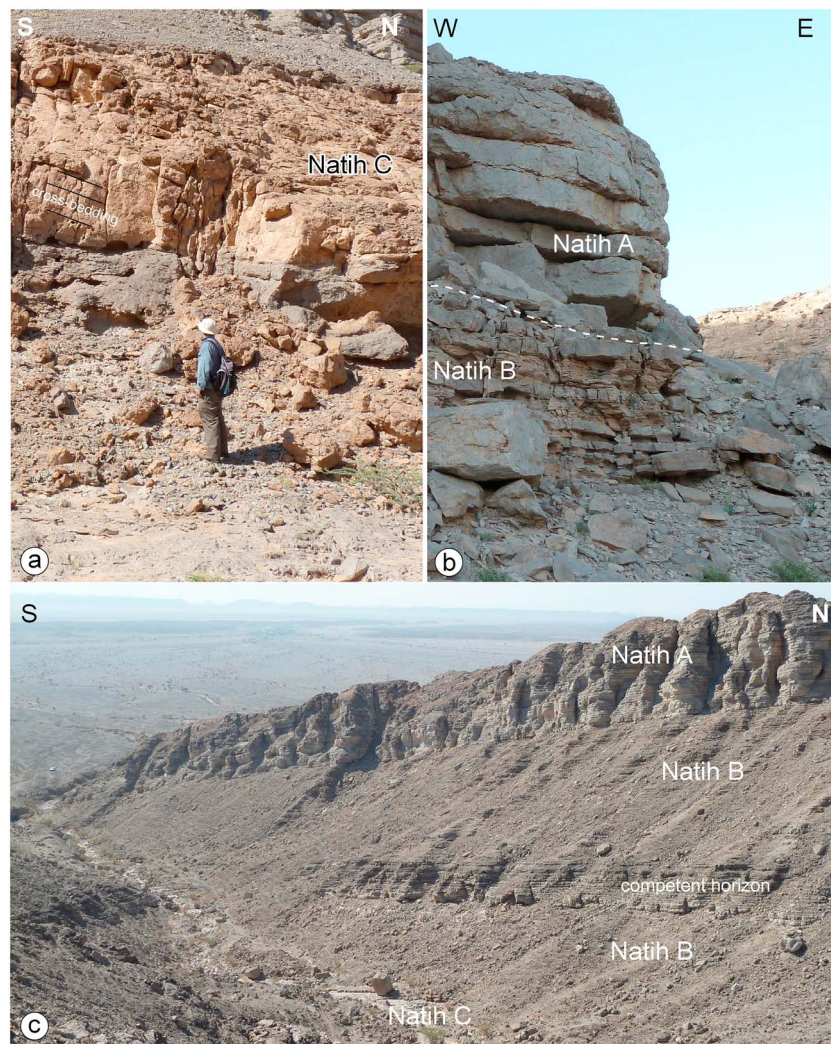 S
N
Natih C
cross-bedding
a
W
E
Natih A
Natih B
b
S
N
Natih A
Natih B
competent horizon
Natih B
Natih C
c